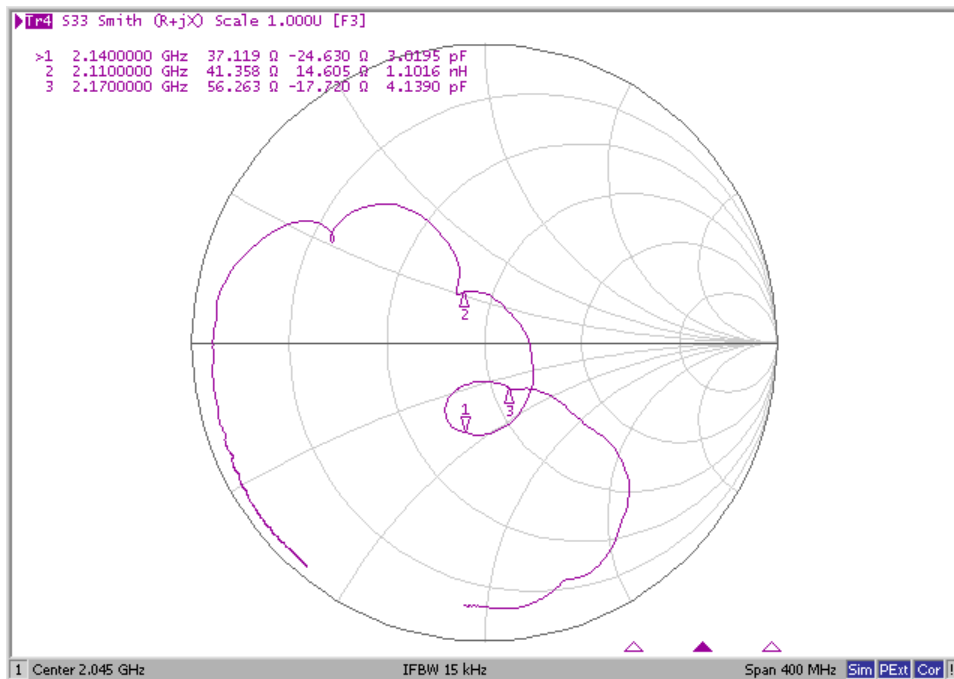 Tr4 S33 Smith (R+jX) Scale 1.000U [F3]
>1 2.1400000 GHz 37.119 Ω -24.630 Ω 3.0195 pF
2 2.1100000 GHz 41.358 Ω 14.605 Ω 1.1016 nH
3 2.1700000 GHz 56.263 Ω -17.720 Ω 4.1390 pF
2
1
3
1 Center 2.045 GHz IFBW 15 kHz Span 400 MHz Sim PExt Cor !